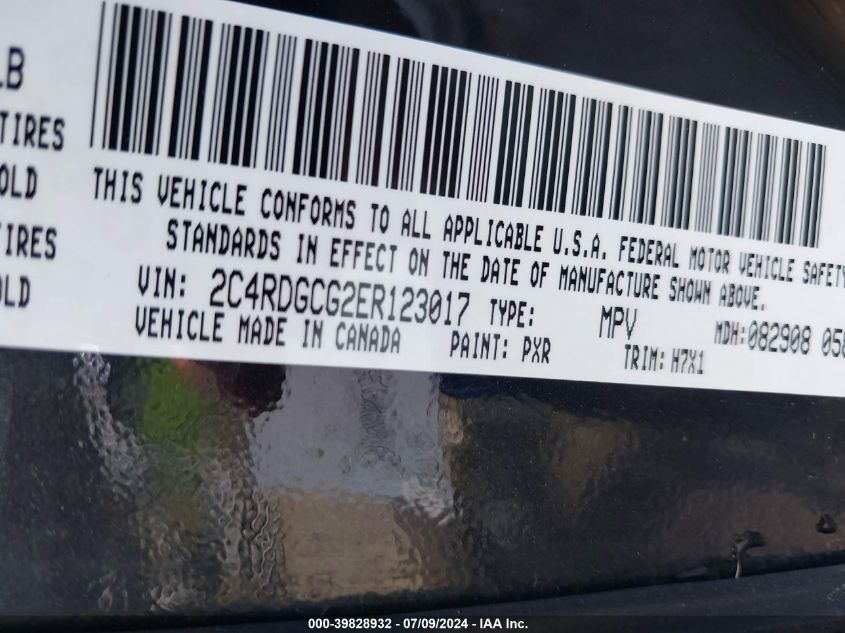 LB
TIRES
OLD
TIRES
OLD
THIS VEHICLE CONFORMS TO ALL APPLICABLE U.S.A. FEDERAL MOTOR VEHICLE SAFETY
STANDARDS IN EFFECT ON THE DATE OF MANUFACTURE SHOWN ABOVE.
VIN: 2C4RDGCG2ER123017 TYPE: MPV MDH:082908 058
VEHICLE MADE IN CANADA PAINT: PXR TRIM: H7X1
000-39828932 - 07/09/2024 - IAA Inc.